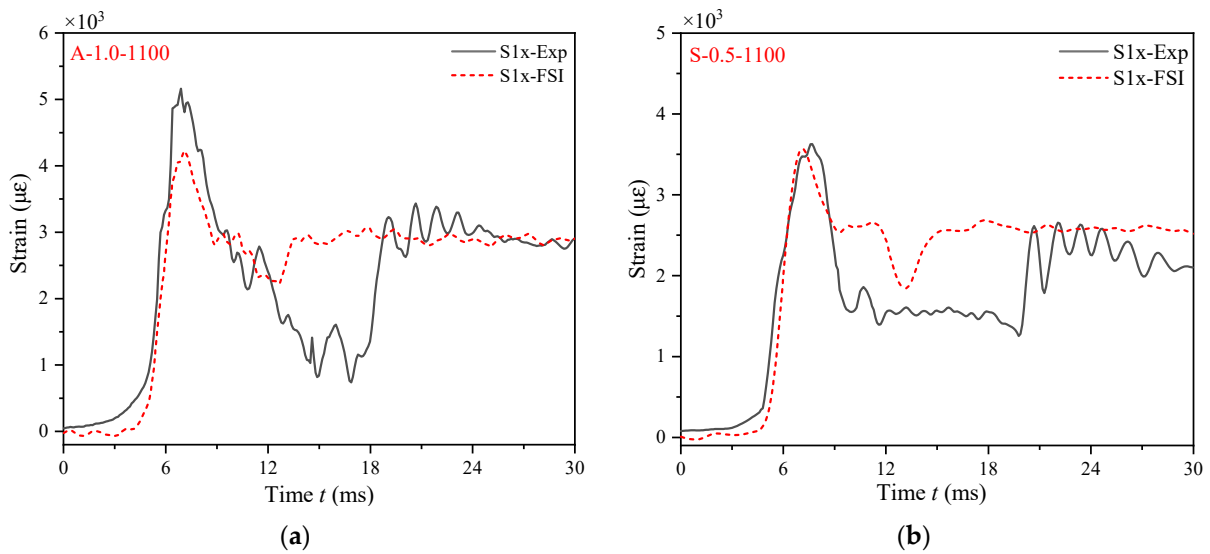 ×10³
6
5
4
3
2
1
0
Strain (με)
A-1.0-1100
S1x-Exp
S1x-FSI
0 6 12 18 24 30
Time t (ms)
(a)
×10³
5
4
3
2
1
0
Strain (με)
S-0.5-1100
S1x-Exp
S1x-FSI
0 6 12 18 24 30
Time t (ms)
(b)